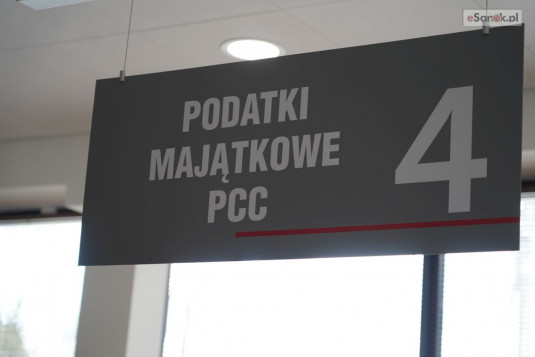 eSanok.pl
PODATKI
MAJĄTKOWE
PCC
4